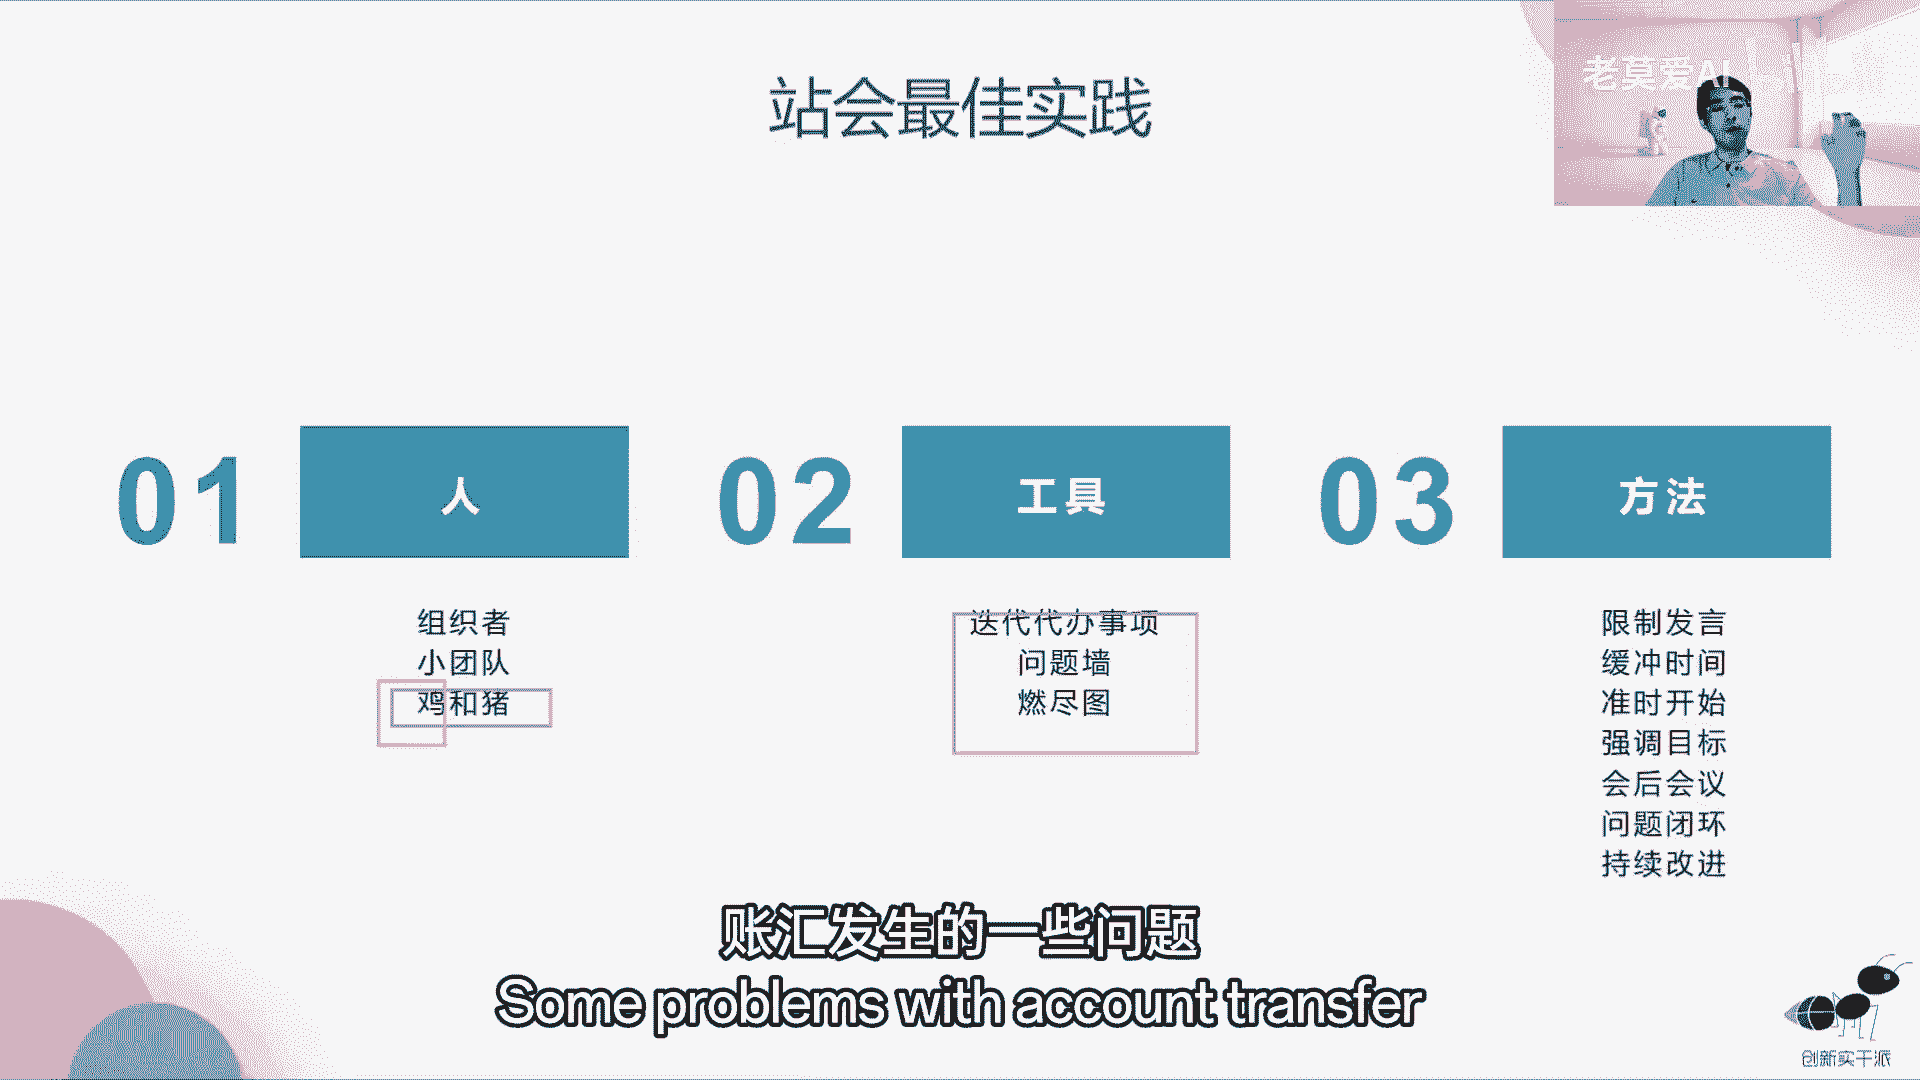 站会最佳实践
老莫爱AI
01
人
组织者
小团队
鸡和猪
02
工具
迭代代办事项
问题墙
燃尽图
03
方法
限制发言
缓冲时间
准时开始
强调目标
会后会议
问题闭环
持续改进
账汇发生的一些问题
Some problems with account transfer
创新实干派